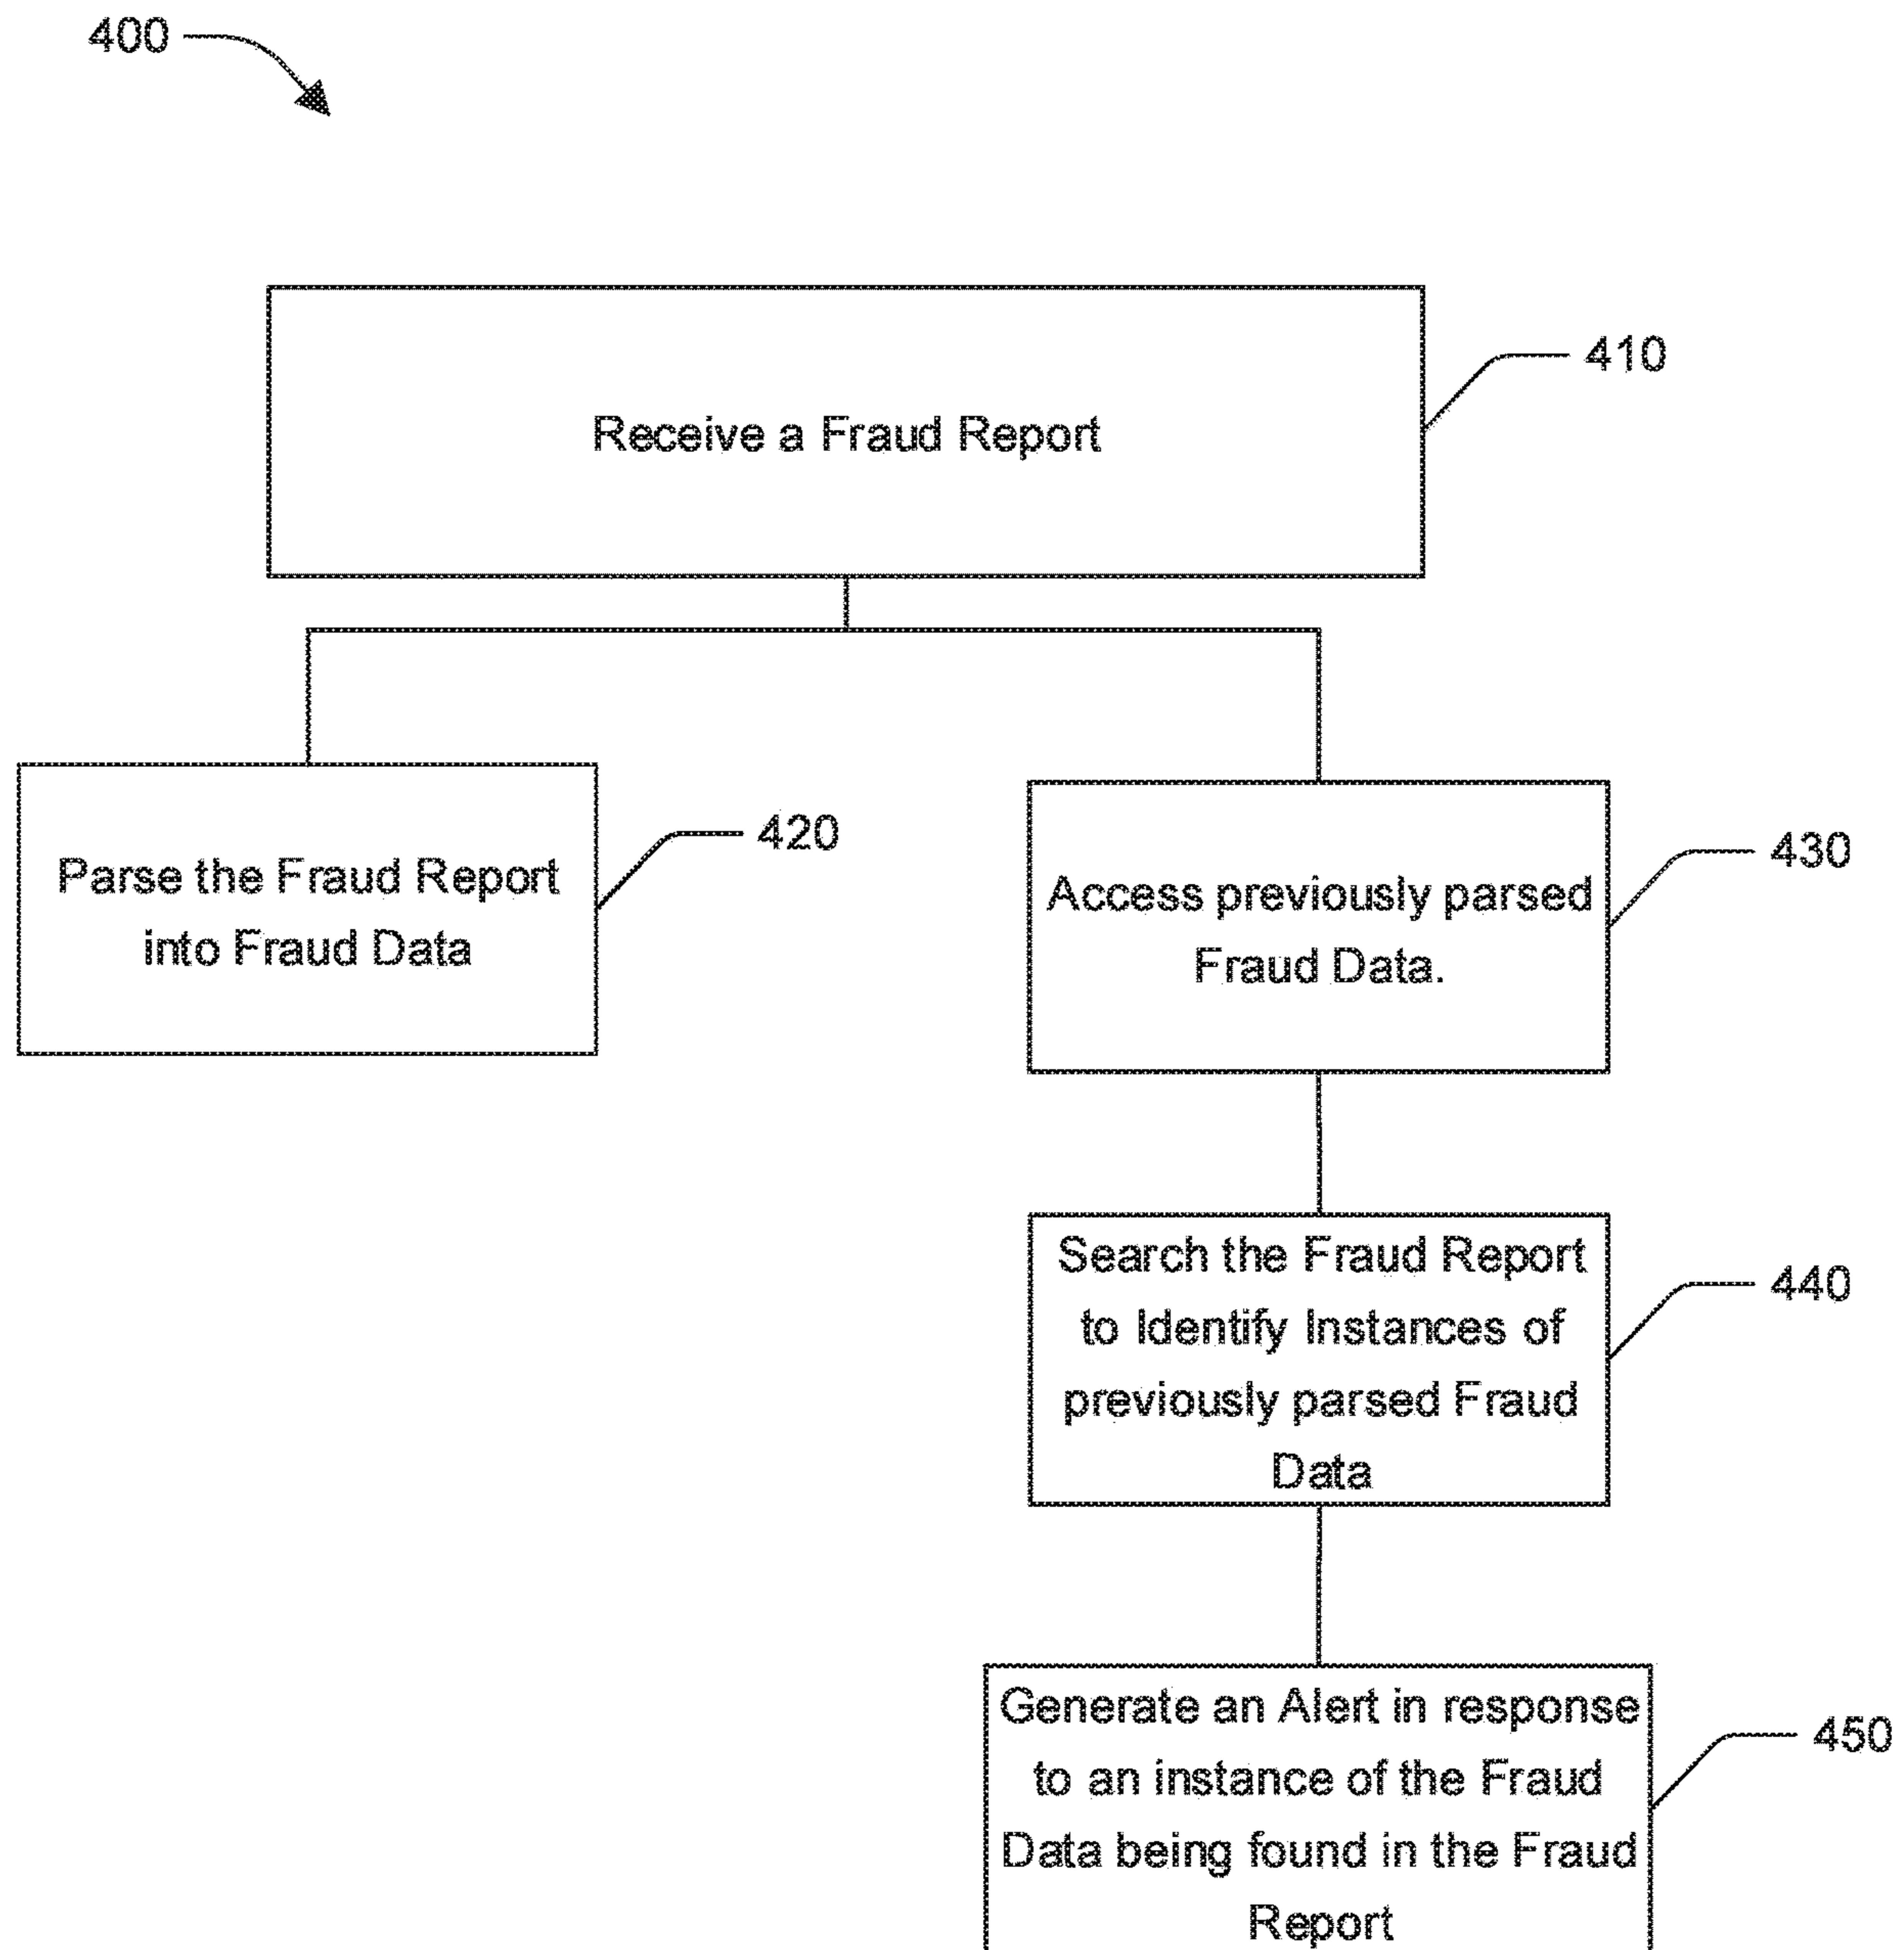 400
Receive a Fraud Report
410
Parse the Fraud Report
into Fraud Data
420
Access previously parsed
Fraud Data.
430
Search the Fraud Report
to Identify Instances of
previously parsed Fraud
Data
440
Generate an Alert in response
to an instance of the Fraud
Data being found in the Fraud
Report
450